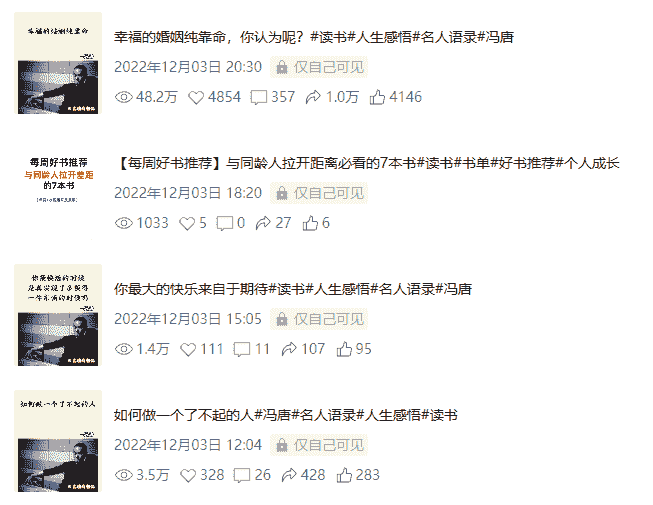 幸福的婚姻纯靠命
幸福的婚姻纯靠命，你认为呢？#读书#人生感悟#名人语录#冯唐
2022年12月03日 20:30 仅自己可见
48.2万 4854 357 1.0万 4146
每周好书推荐
与同龄人拉开差距
的7本书
【每周好书推荐】与同龄人拉开距离必看的7本书#读书#书单#好书推荐#个人成长
2022年12月03日 18:20 仅自己可见
1033 5 0 27 6
你最大的快乐来自于期待#读书#人生感悟#名人语录#冯唐
2022年12月03日 15:05 仅自己可见
1.4万 111 11 107 95
如何做一个了不起的人
如何做一个了不起的人#冯唐#名人语录#人生感悟#读书
2022年12月03日 12:04 仅自己可见
3.5万 328 26 428 283